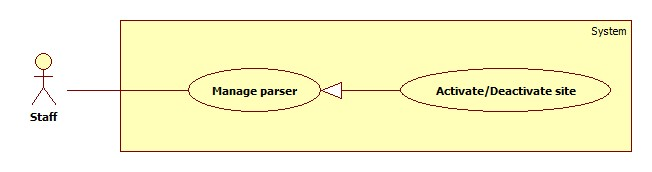 System
Manage parser
Activate/Deactivate site
Staff